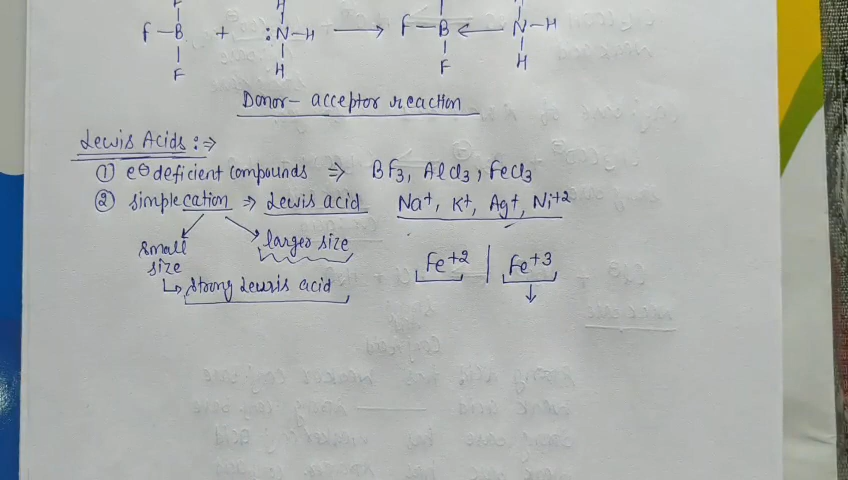 F H
F—B + :N—H ⟶ F—B ⟵ N—H
F H F H
Donor- acceptor reaction
Lewis Acids :⇒
① e⊖ deficient compounds ⇒ BF3, AlCl3, FeCl3
② simple cation ⇒ Lewis acid Na+, K+, Ag+, Ni+2
small size larger size
↳ strong Lewis acid
Fe+2 | Fe+3